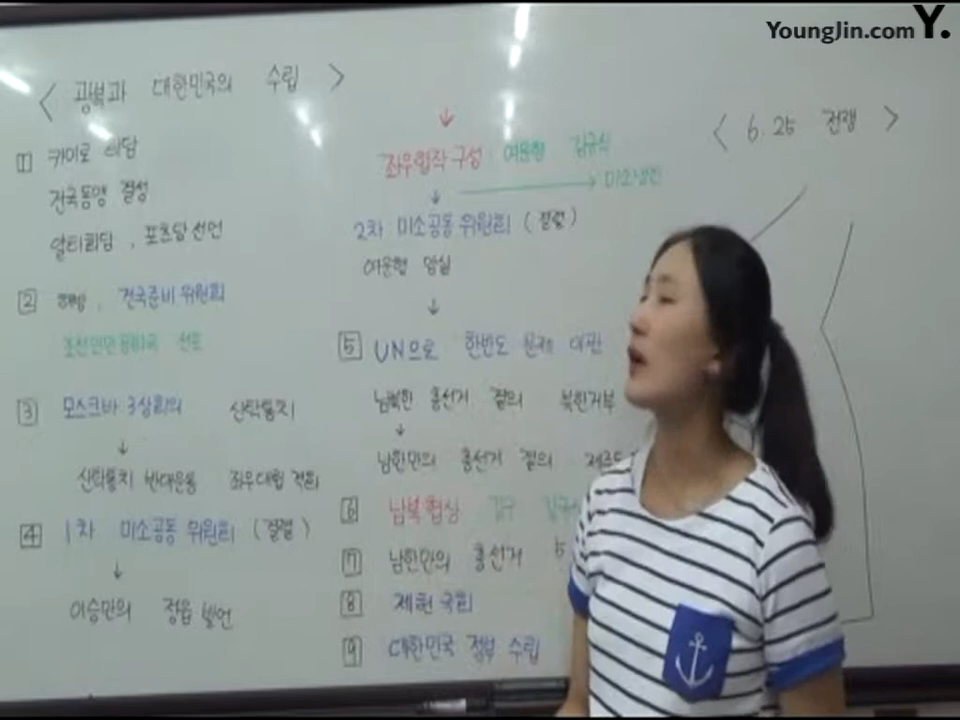 YoungJin.com Y.
< 광복과 대한민국의 수립 >
1 카이로 회담
건국동맹 결성
얄타회담, 포츠담 선언
2 해방, 건국준비 위원회
조선인민공화국 선포
3 모스크바 3상회의 신탁통치
↓
신탁통치 반대운동 좌우대립 격화
4 1차 미소공동 위원회 (결렬)
↓
이승만의 정읍 발언
↓
좌우합작 구성 여운형 김규식
↓ → 미소냉전
2차 미소공동 위원회 (결렬)
여운형 암살
↓
5 UN으로 한반도 문제 이관
남북한 총선거 결의 북한거부
↓
남한만의 총선거 결의
6 남북협상 김구
7 남한만의 총선거 5
8 제헌 국회
9 대한민국 정부 수립
< 6.25 전쟁 >